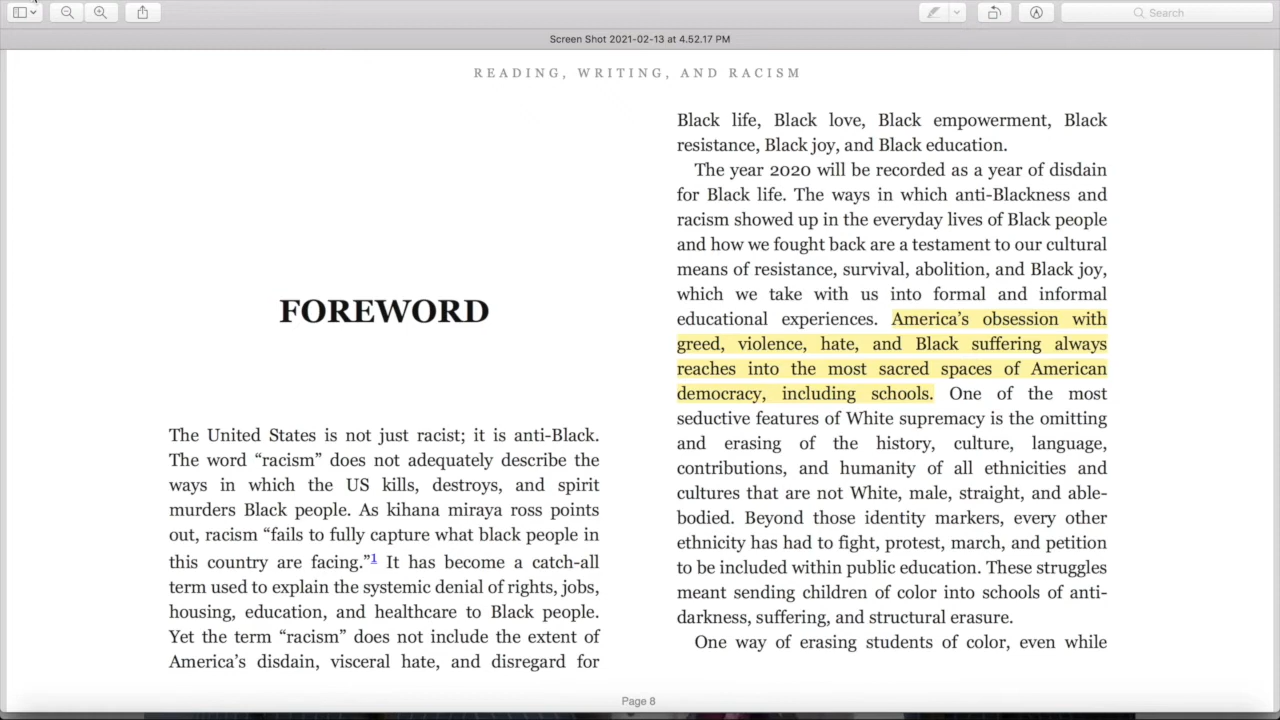 Search
Screen Shot 2021-02-13 at 4.52.17 PM
READING, WRITING, AND RACISM
FOREWORD
The United States is not just racist; it is anti-Black.
The word “racism” does not adequately describe the
ways in which the US kills, destroys, and spirit
murders Black people. As kihana miraya ross points
out, racism “fails to fully capture what black people in
this country are facing.”1 It has become a catch-all
term used to explain the systemic denial of rights, jobs,
housing, education, and healthcare to Black people.
Yet the term “racism” does not include the extent of
America’s disdain, visceral hate, and disregard for
Black life, Black love, Black empowerment, Black
resistance, Black joy, and Black education.
The year 2020 will be recorded as a year of disdain
for Black life. The ways in which anti-Blackness and
racism showed up in the everyday lives of Black people
and how we fought back are a testament to our cultural
means of resistance, survival, abolition, and Black joy,
which we take with us into formal and informal
educational experiences. America’s obsession with
greed, violence, hate, and Black suffering always
reaches into the most sacred spaces of American
democracy, including schools. One of the most
seductive features of White supremacy is the omitting
and erasing of the history, culture, language,
contributions, and humanity of all ethnicities and
cultures that are not White, male, straight, and able-
bodied. Beyond those identity markers, every other
ethnicity has had to fight, protest, march, and petition
to be included within public education. These struggles
meant sending children of color into schools of anti-
darkness, suffering, and structural erasure.
One way of erasing students of color, even while
Page 8